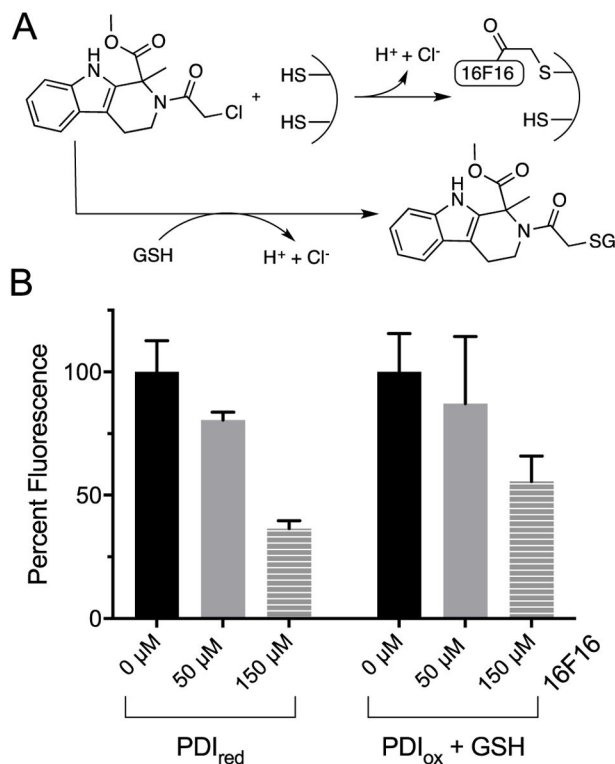 A
O
O
H
N
O
N
Cl
+
HS
HS
H+ + Cl-
O
16F16
S
HS
GSH
H+ + Cl-
O
O
H
N
O
N
SG
B
Percent Fluorescence
100
50
0
0 µM
50 µM
150 µM
0 µM
50 µM
150 µM
16F16
PDIred
PDIox + GSH